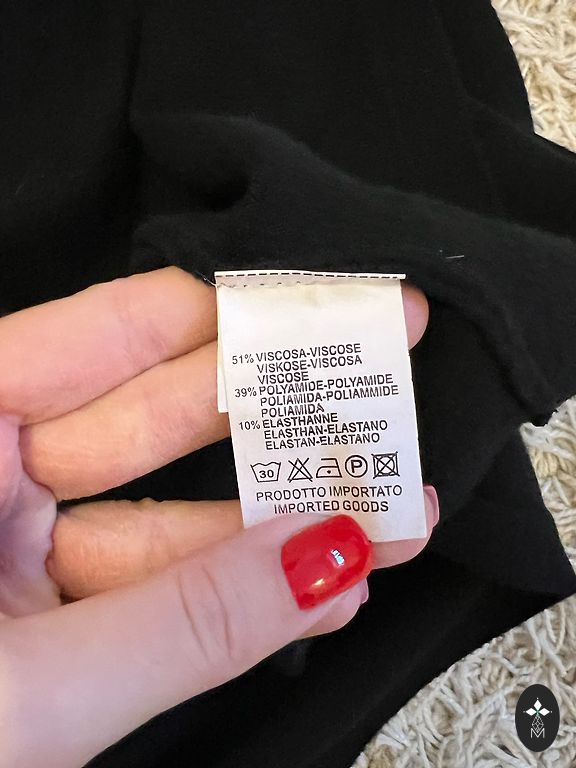 51% VISCOSA-VISCOSE
VISKOSE-VISCOSA
VISCOSE
39% POLYAMIDE-POLYAMIDE
POLIAMIDA-POLIAMMIDE
POLIAMIDA
10% ELASTHANNE
ELASTHAN-ELASTANO
ELASTAN-ELASTANO
30 P
PRODOTTO IMPORTATO
IMPORTED GOODS
M